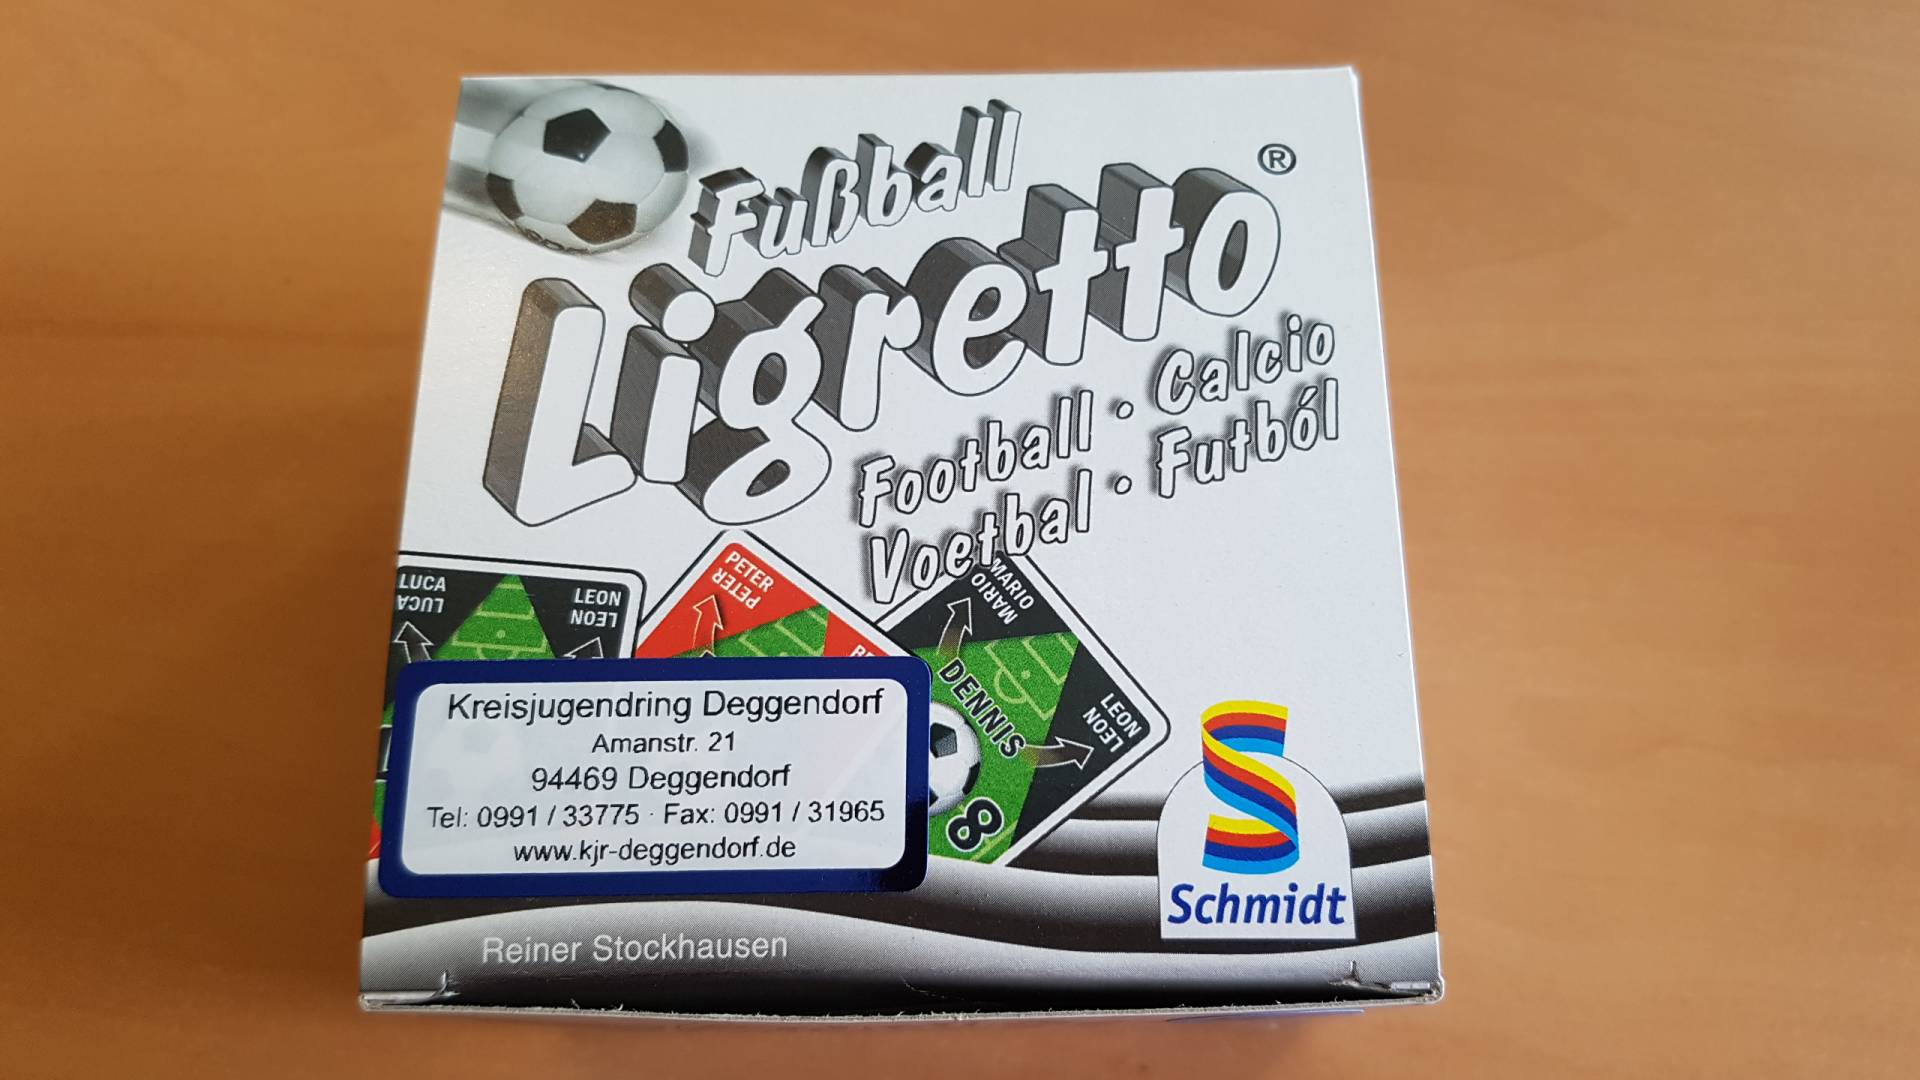 Fußball
Ligretto®
Football · Calcio
Voetbal · Futból
LUCA
LUCA
LEON
LEON
PETER
PETER
MARIO
MARIO
DENNIS
LEON
LEON
8
Kreisjugendring Deggendorf
Amanstr. 21
94469 Deggendorf
Tel: 0991 / 33775 · Fax: 0991 / 31965
www.kjr-deggendorf.de
Schmidt
Reiner Stockhausen